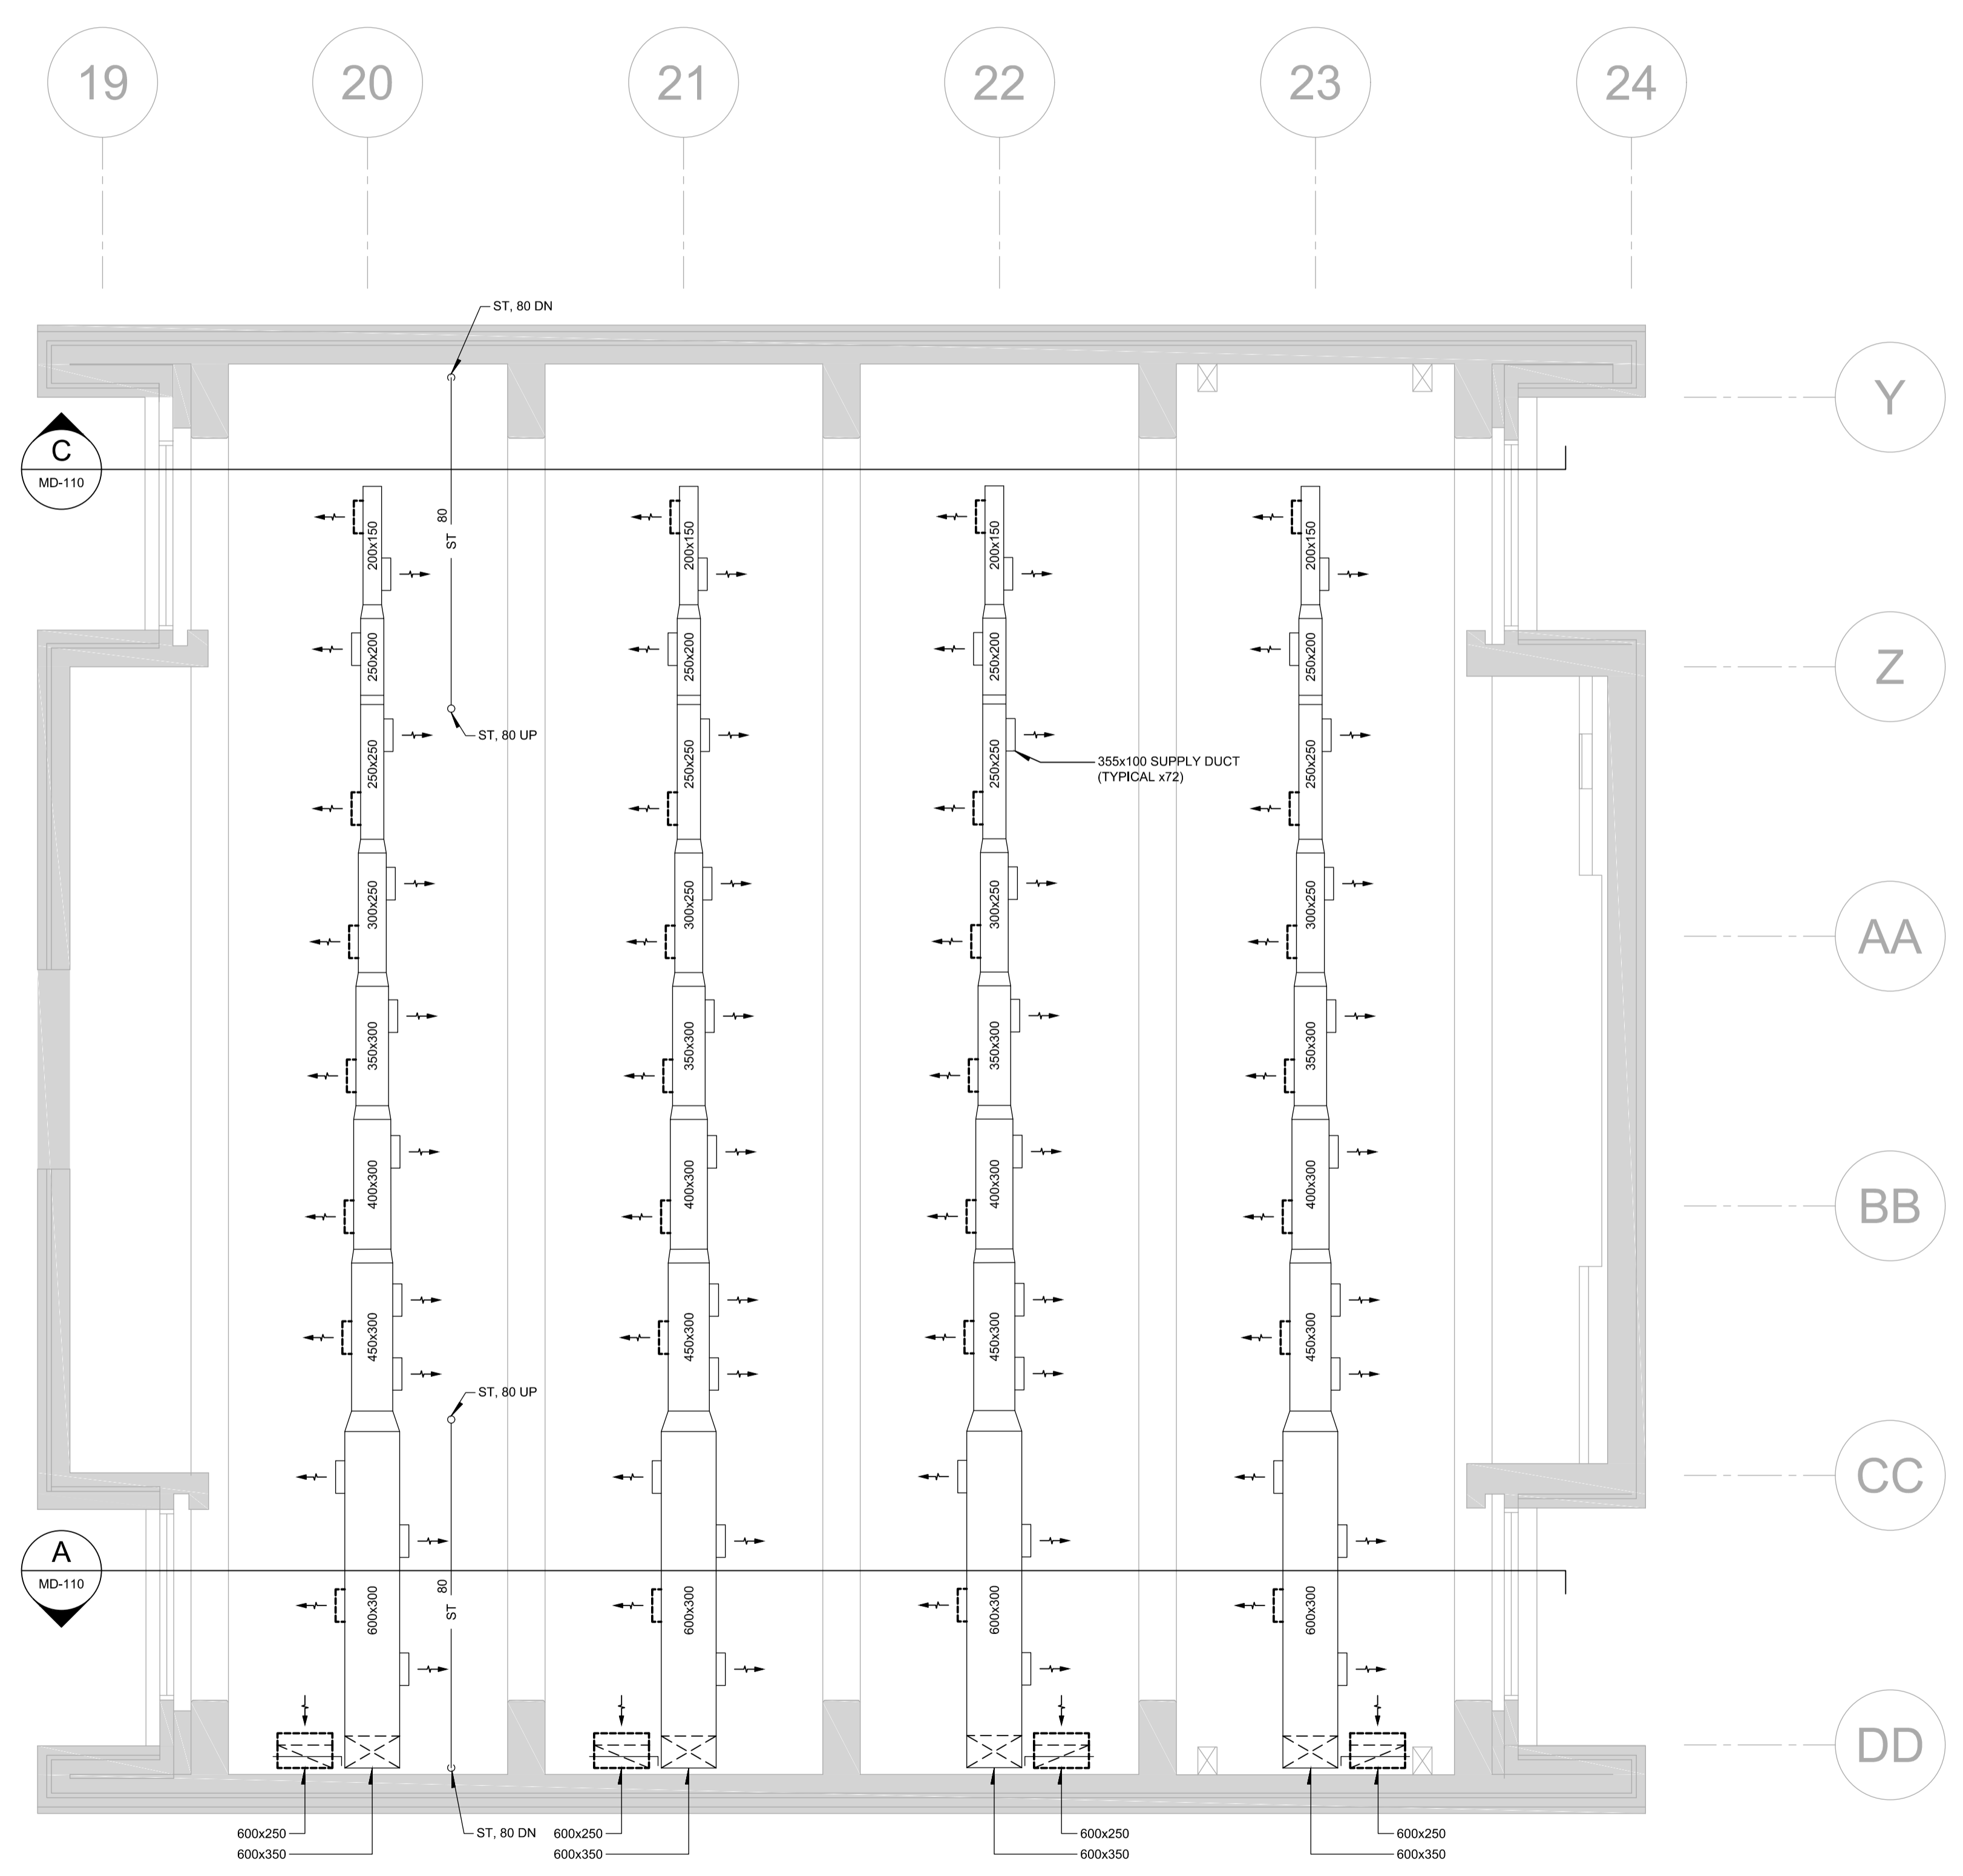 19 20 21 22 23 24
ST, 80 DN
Y
C
MD-110
ST 80
200x150 200x150 200x150 200x150
250x200 250x200 250x200 250x200
Z
ST, 80 UP
250x250 250x250 250x250 250x250
355x100 SUPPLY DUCT
(TYPICAL x72)
300x250 300x250 300x250 300x250
AA
350x300 350x300 350x300 350x300
400x300 400x300 400x300 400x300
BB
450x300 450x300 450x300 450x300
ST, 80 UP
CC
A
MD-110
ST 80
600x300 600x300 600x300 600x300
DD
600x250 ST, 80 DN 600x250 600x250 600x250
600x350 600x350 600x350 600x350